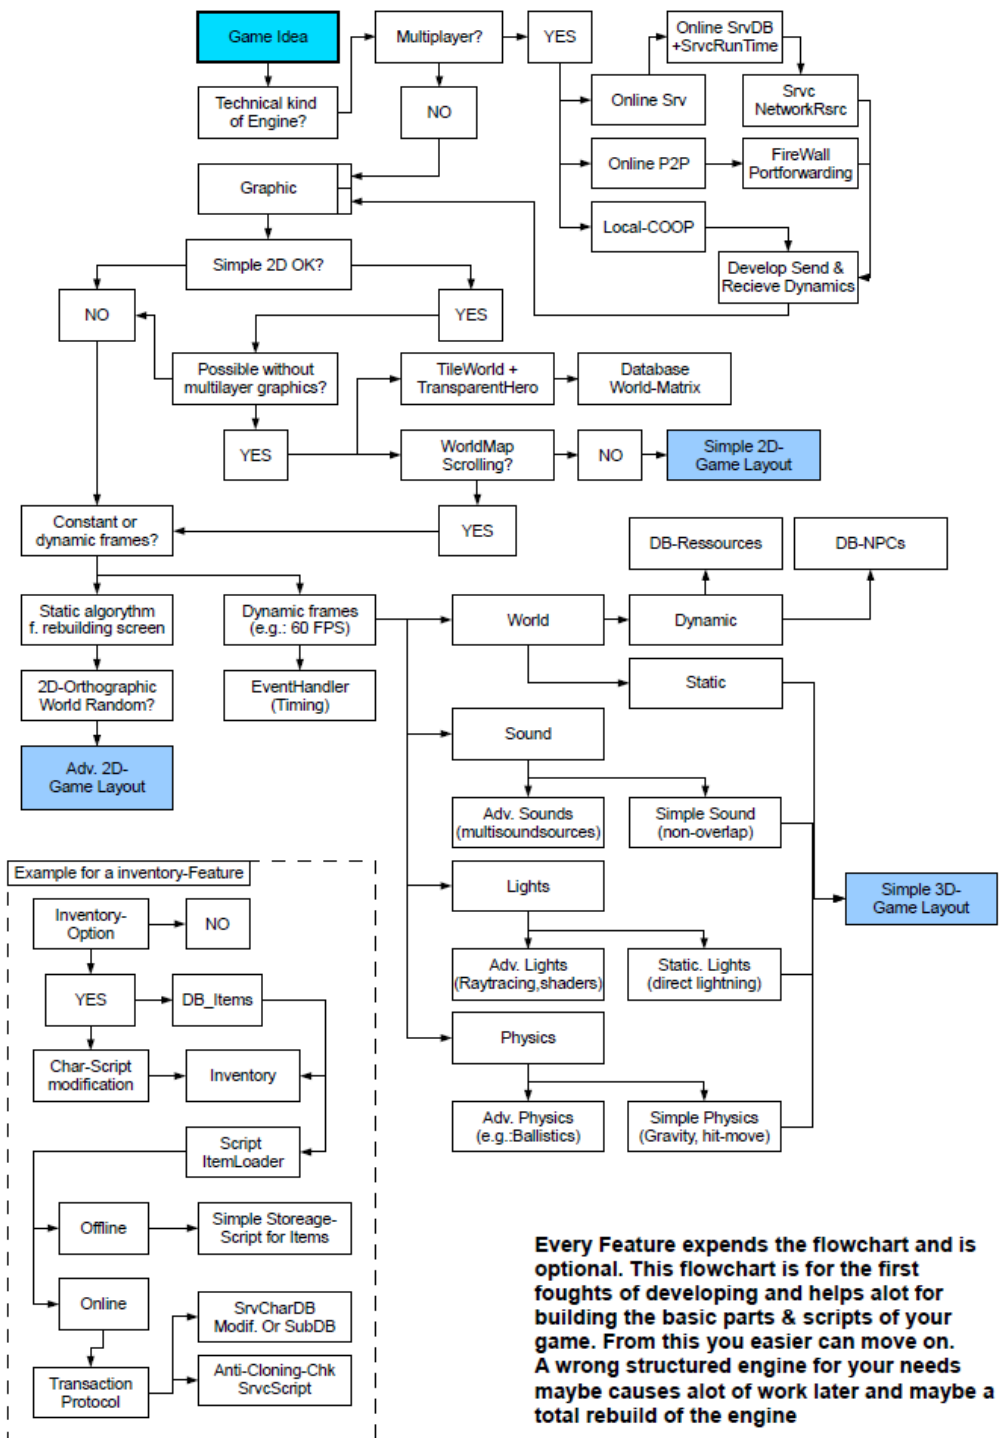 Game Idea
Multiplayer?
YES
Online SrvDB
+SrvcRunTime
Technical kind
of Engine?
NO
Online Srv
Srvc
NetworkRsrc
Graphic
Online P2P
FireWall
Portforwarding
Local-COOP
Simple 2D OK?
Develop Send &
Recieve Dynamics
NO
YES
Possible without
multilayer graphics?
TileWorld +
TransparentHero
Database
World-Matrix
YES
WorldMap
Scrolling?
NO
Simple 2D-
Game Layout
Constant or
dynamic frames?
YES
DB-Ressources
DB-NPCs
Static algorythm
f. rebuilding screen
Dynamic frames
(e.g.: 60 FPS)
World
Dynamic
2D-Orthographic
World Random?
EventHandler
(Timing)
Static
Sound
Adv. 2D-
Game Layout
Adv. Sounds
(multisoundsources)
Simple Sound
(non-overlap)
Lights
Simple 3D-
Game Layout
Adv. Lights
(Raytracing,shaders)
Static. Lights
(direct lightning)
Physics
Adv. Physics
(e.g.:Ballistics)
Simple Physics
(Gravity, hit-move)
Example for a inventory-Feature
Inventory-
Option
NO
YES
DB_Items
Char-Script
modification
Inventory
Script
ItemLoader
Offline
Simple Storeage-
Script for Items
Online
SrvCharDB
Modif. Or SubDB
Transaction
Protocol
Anti-Cloning-Chk
SrvcScript
Every Feature expends the flowchart and is
optional. This flowchart is for the first
foughts of developing and helps alot for
building the basic parts & scripts of your
game. From this you easier can move on.
A wrong structured engine for your needs
maybe causes alot of work later and maybe a
total rebuild of the engine